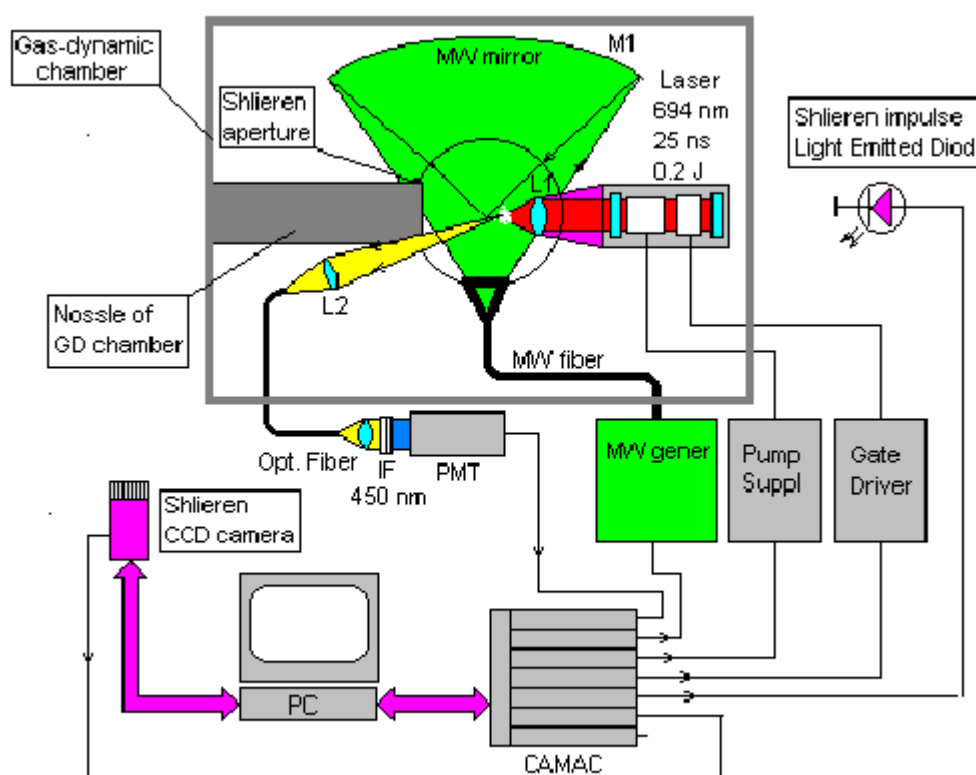 Gas-dynamic
chamber
MW mirror
M1
Shlieren
aperture
Laser
694 nm
25 ns
0.2 J
Shlieren impulse
Light Emitted Diod
L1
L2
Nossle of
GD chamber
MW fiber
Opt. Fiber
IF
450 nm
PMT
MW gener
Pump
Suppl
Gate
Driver
Shlieren
CCD camera
PC
CAMAC